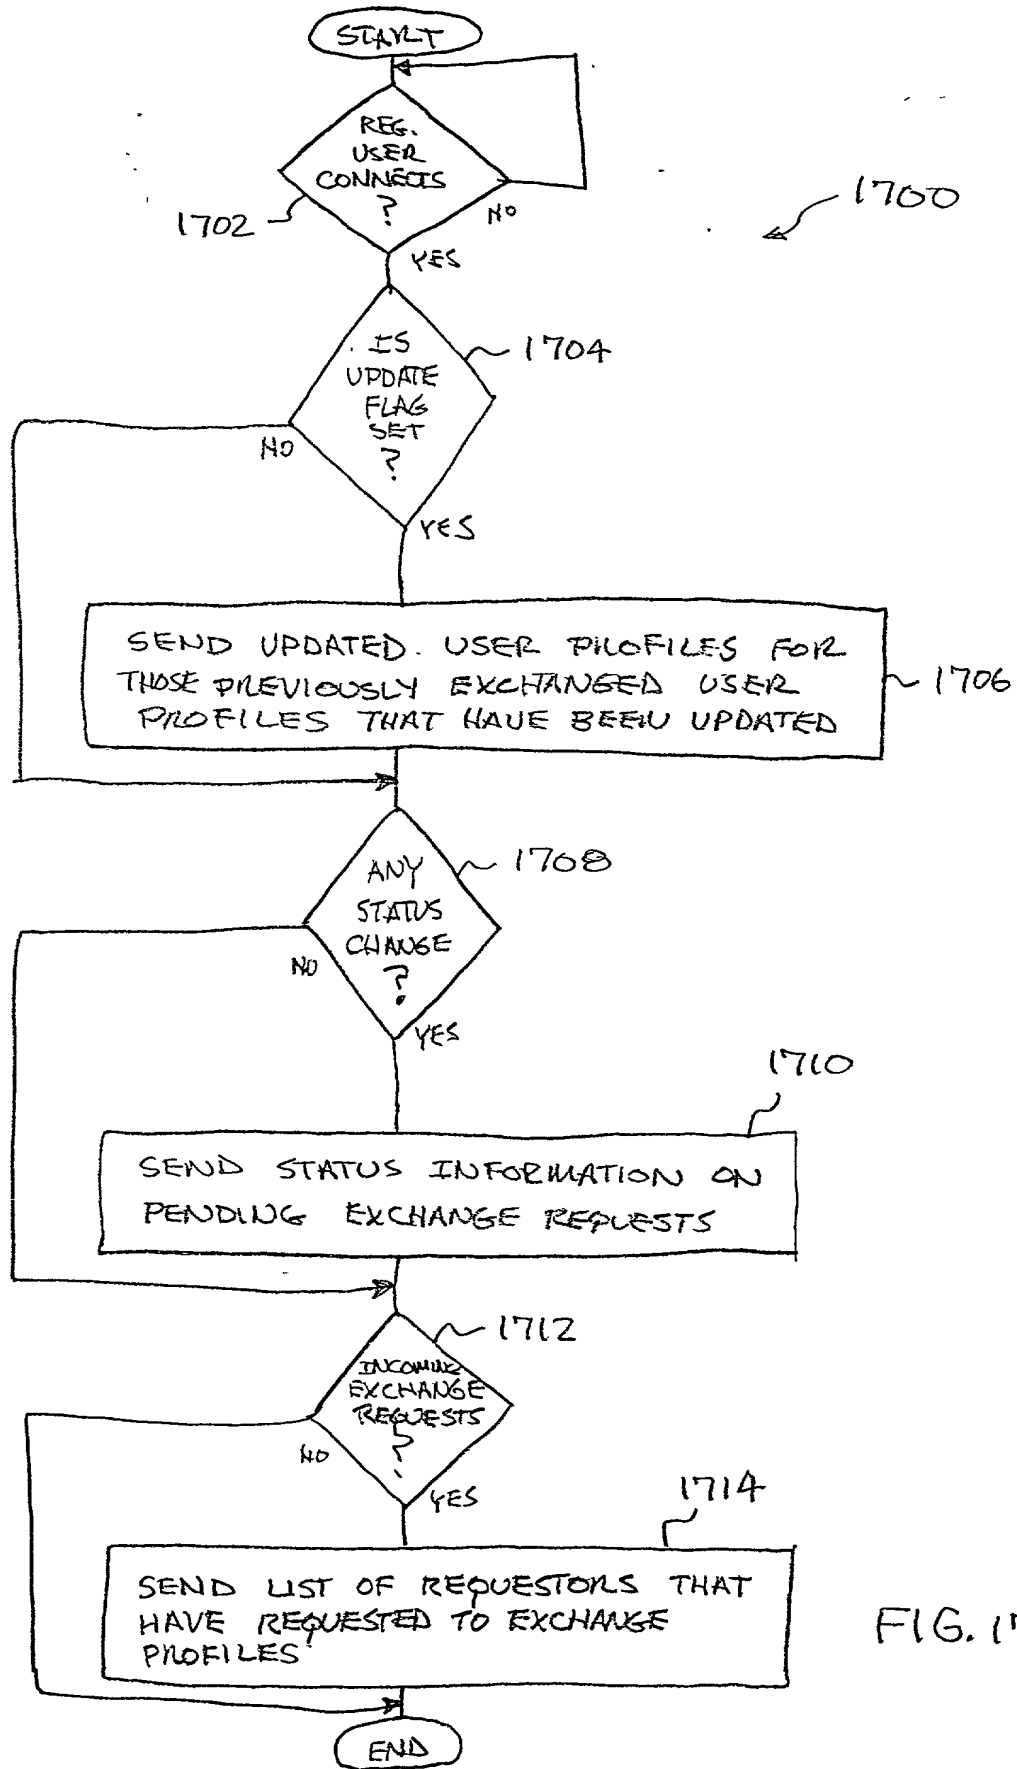 START
REG.
USER
CONNECTS
?
1702
NO
1700
YES
IS
UPDATE
FLAG
SET
?
1704
NO
YES
SEND UPDATED USER PROFILES FOR
THOSE PREVIOUSLY EXCHANGED USER
PROFILES THAT HAVE BEEN UPDATED
1706
ANY
STATUS
CHANGE
?
1708
NO
YES
1710
SEND STATUS INFORMATION ON
PENDING EXCHANGE REQUESTS
1712
INCOMING
EXCHANGE
REQUESTS
?
NO
YES
1714
SEND LIST OF REQUESTORS THAT
HAVE REQUESTED TO EXCHANGE
PROFILES
FIG.
END